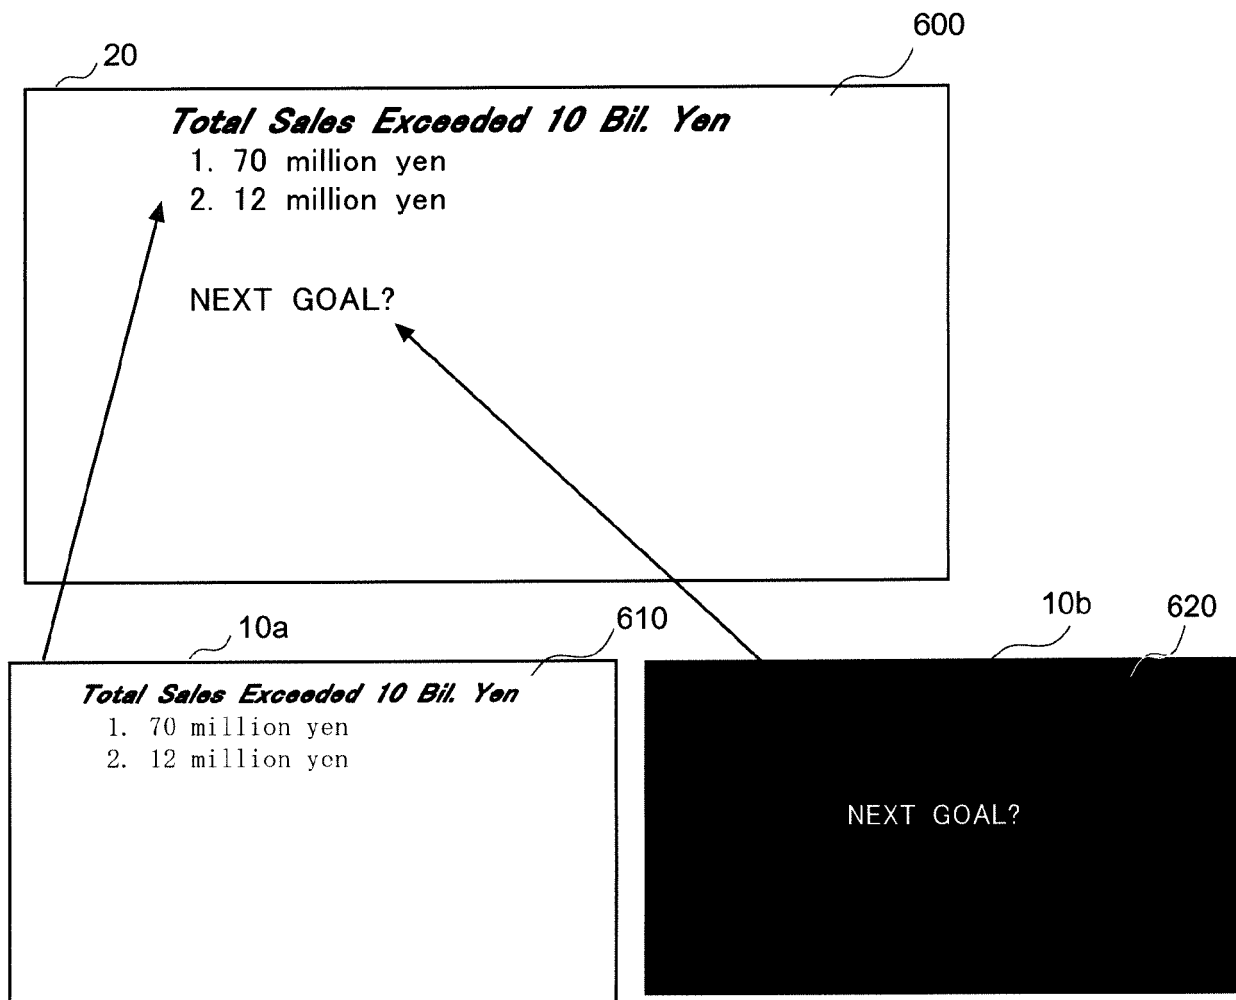 600
20
Total Sales Exceeded 10 Bil. Yen
1. 70 million yen
2. 12 million yen
NEXT GOAL?
10a
610
10b
620
Total Sales Exceeded 10 Bil. Yen
1. 70 million yen
2. 12 million yen
NEXT GOAL?